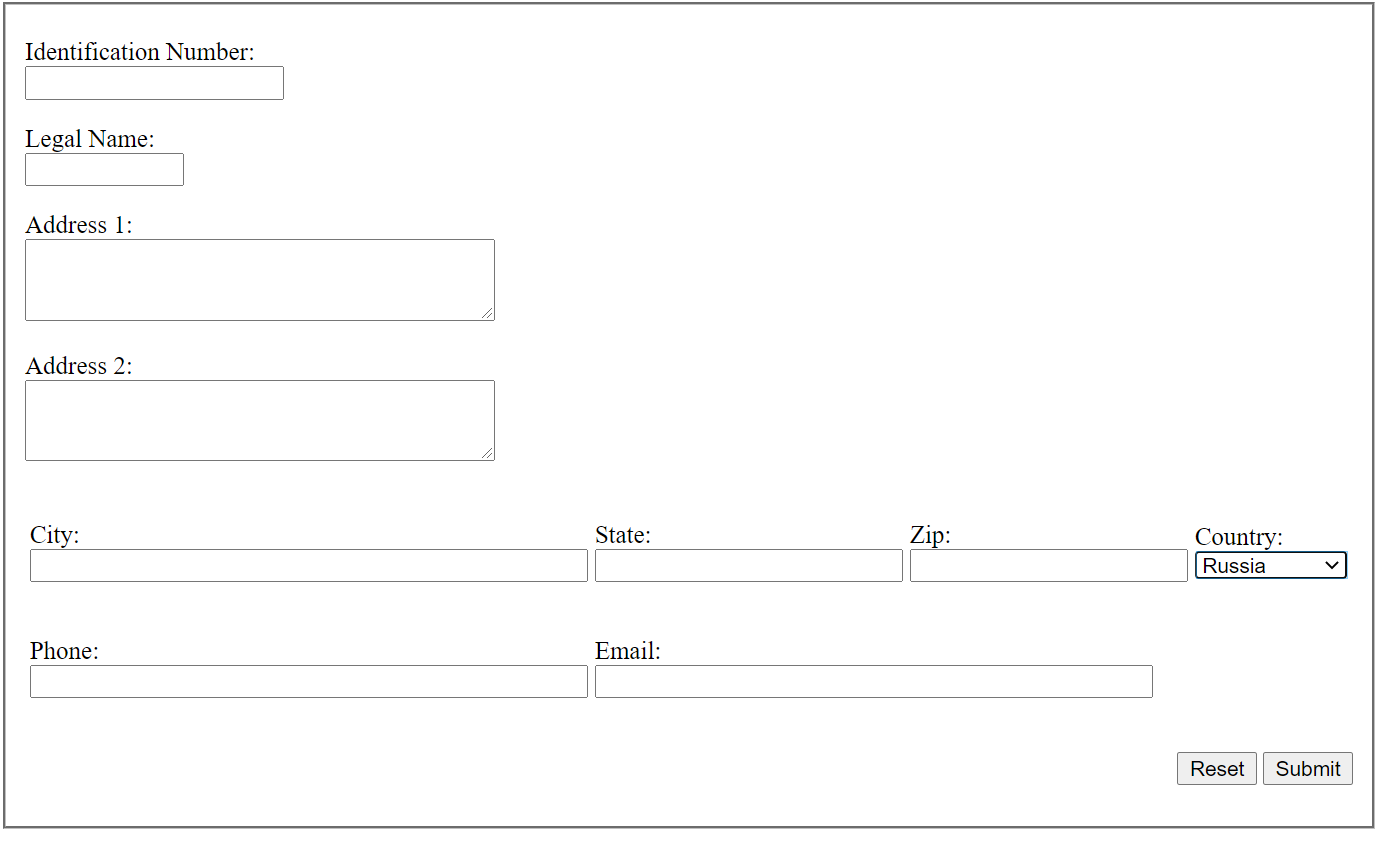 Identification Number:
Legal Name:
Address 1:
Address 2:
City: State: Zip: Country:
Russia
Phone: Email:
Reset Submit